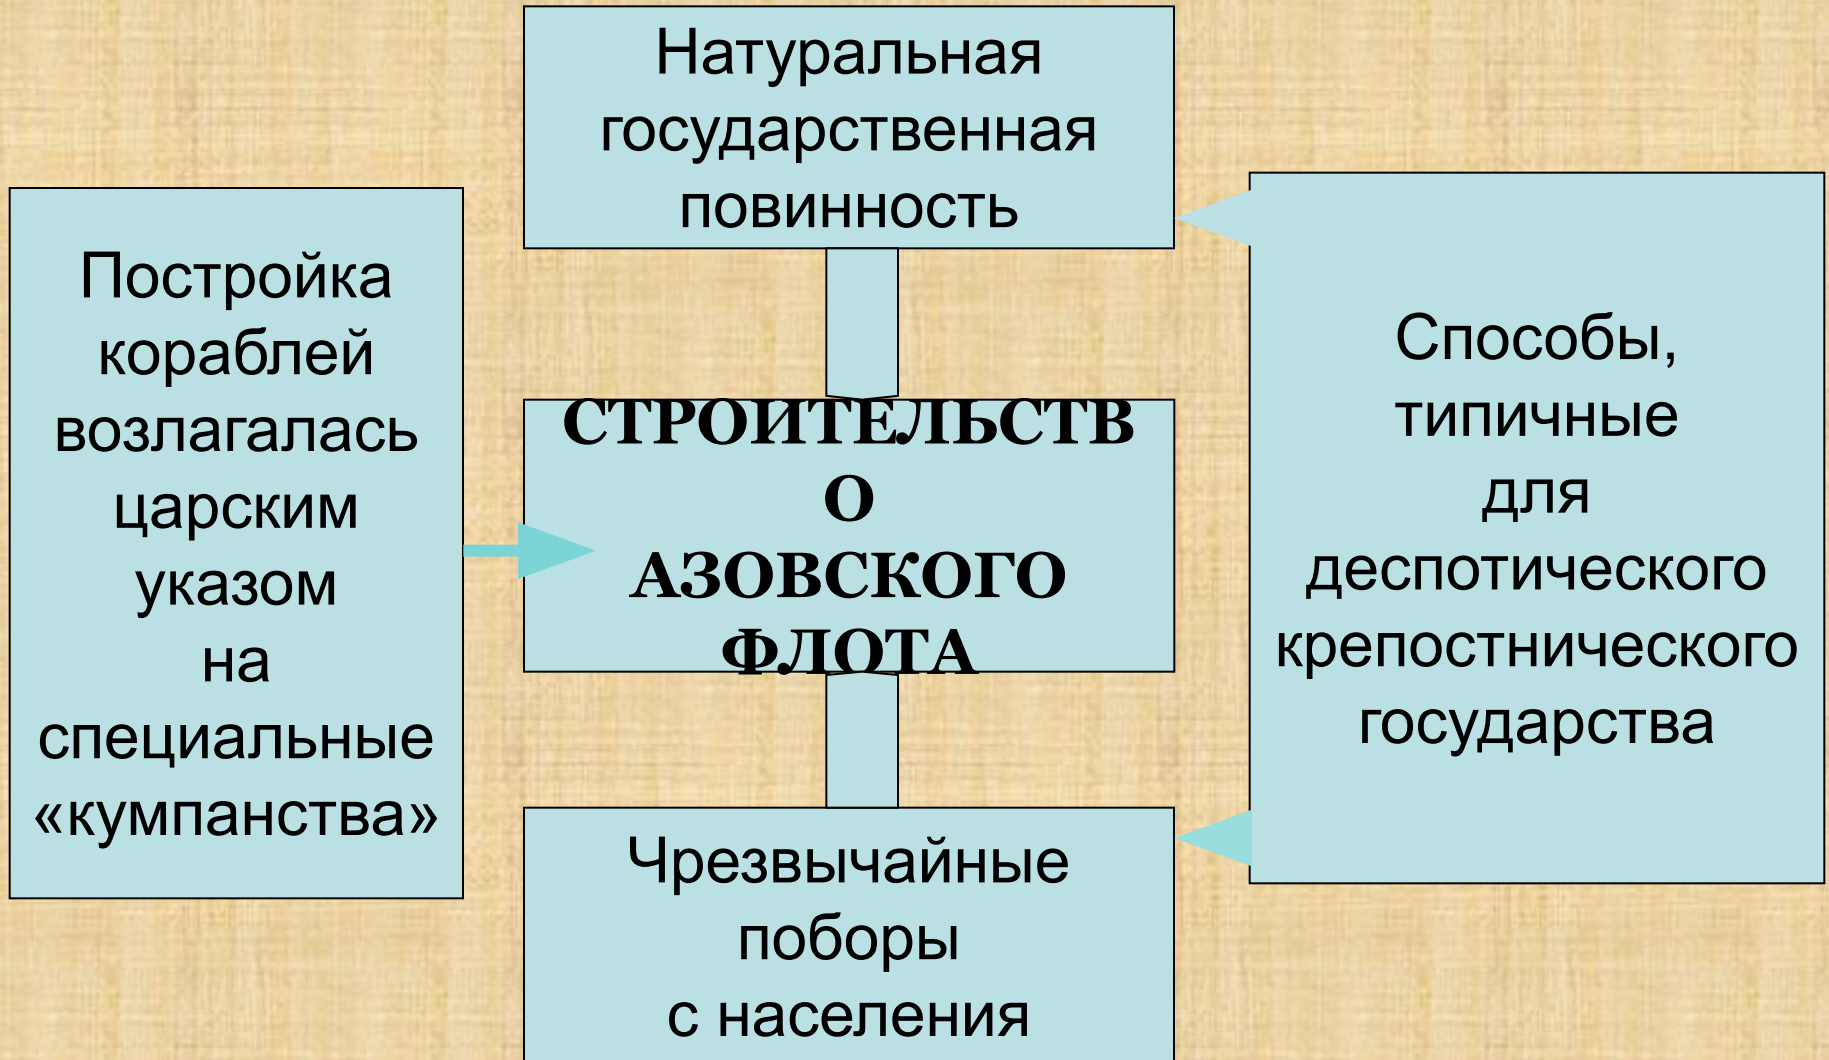 Натуральная
государственная
повинность
Постройка
кораблей
возлагалась
царским
указом
на
специальные
«кумпанства»
СТРОИТЕЛЬСТВ
О
АЗОВСКОГО
ФЛОТА
Способы,
типичные
для
деспотического
крепостнического
государства
Чрезвычайные
поборы
с населения